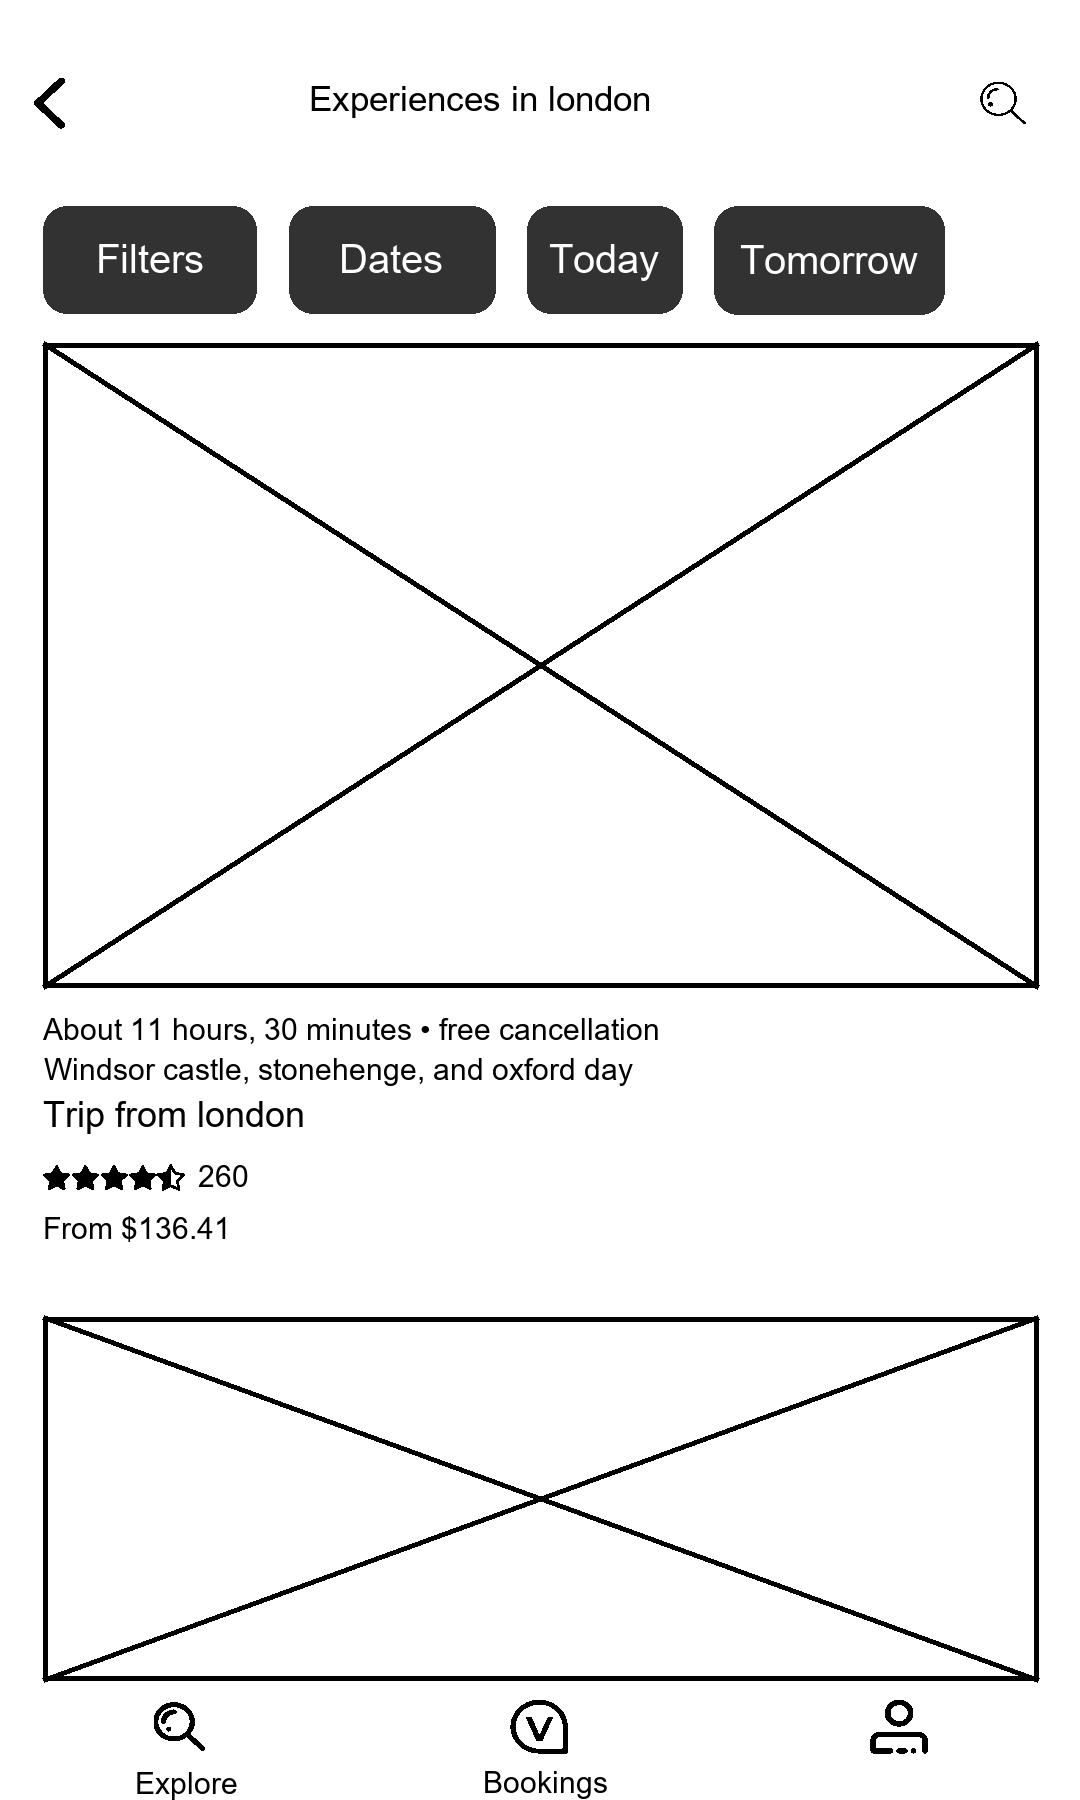 Experiences in london
Filters Dates Today Tomorrow
About 11 hours, 30 minutes • free cancellation
Windsor castle, stonehenge, and oxford day
Trip from london
260
From $136.41
V
Explore Bookings